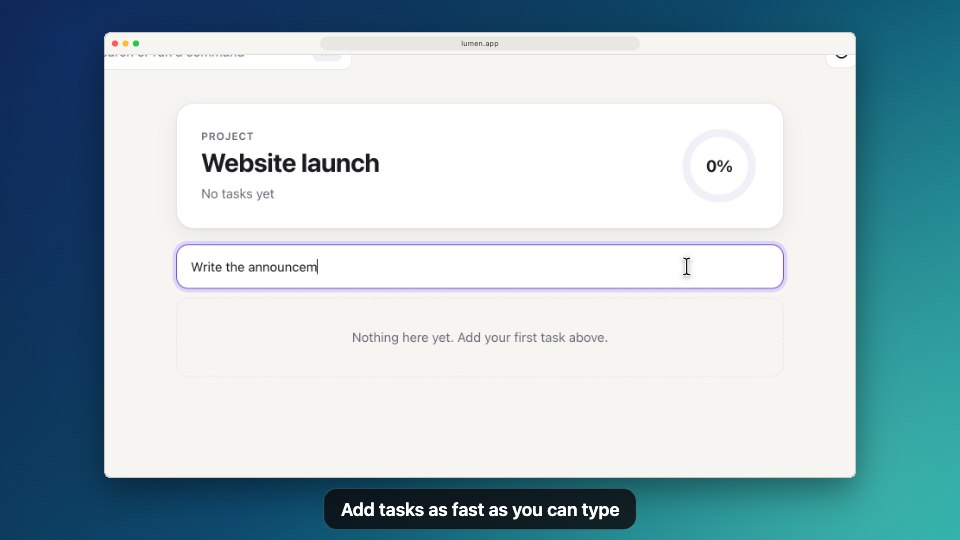 lumen.app
PROJECT
Website launch
No tasks yet
0%
Write the announcem
Nothing here yet. Add your first task above.
Add tasks as fast as you can type